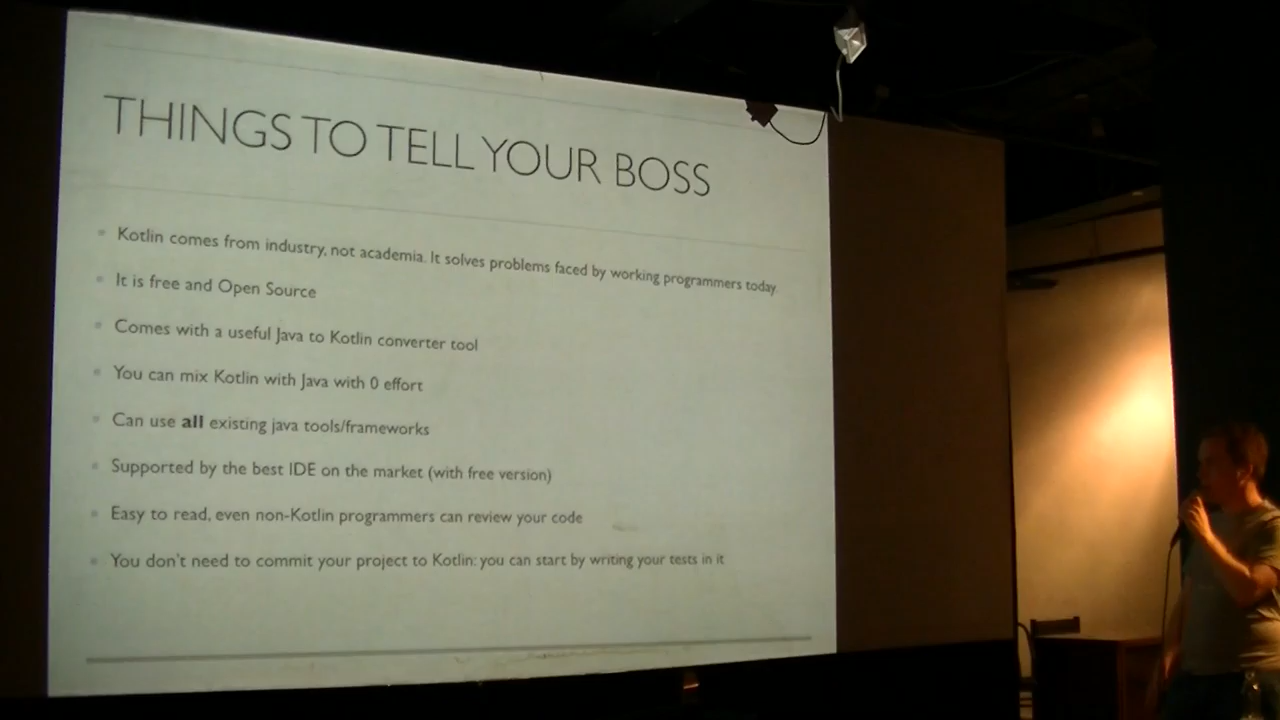 THINGS TO TELL YOUR BOSS
Kotlin comes from industry, not academia. It solves problems faced by working programmers today.
It is free and Open Source
Comes with a useful Java to Kotlin converter tool
You can mix Kotlin with Java with 0 effort
Can use all existing java tools/frameworks
Supported by the best IDE on the market (with free version)
Easy to read, even non-Kotlin programmers can review your code
You don't need to commit your project to Kotlin: you can start by writing your tests in it